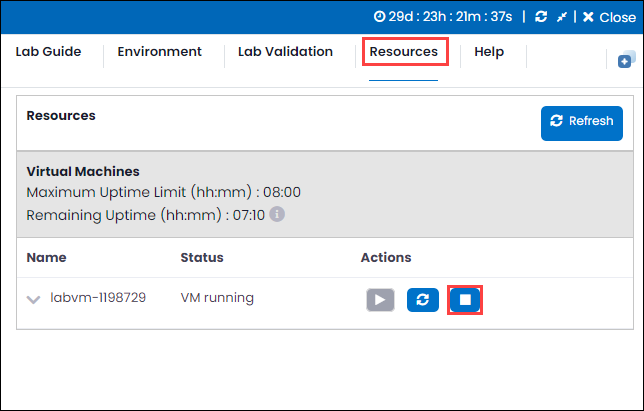 29d : 23h : 21m : 37s | | Close
Lab Guide Environment Lab Validation Resources Help
Resources
Refresh
Virtual Machines
Maximum Uptime Limit (hh:mm) : 08:00
Remaining Uptime (hh:mm) : 07:10
Name Status Actions
labvm-1198729 VM running